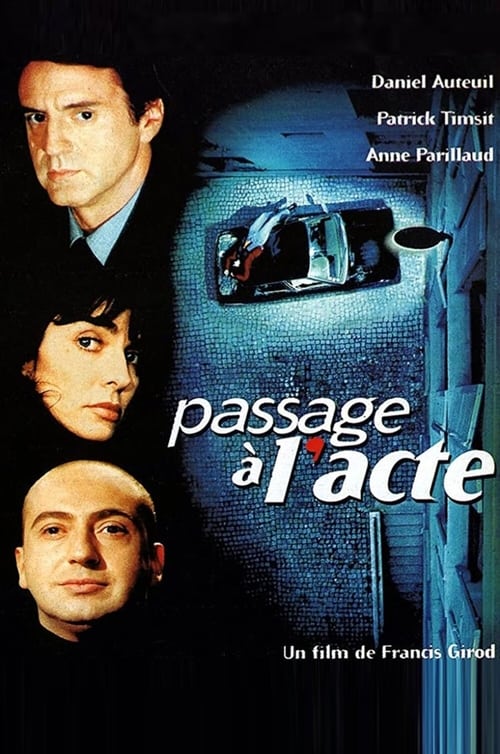 Daniel Auteuil
Patrick Timsit
Anne Parillaud
passage
à l'acte
Un film de Francis Girod